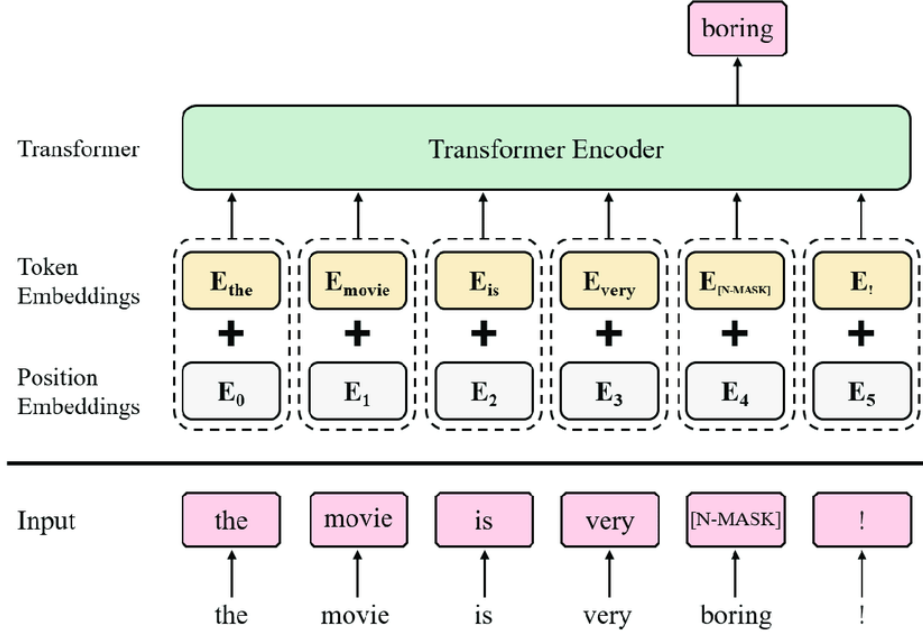 boring
Transformer
Transformer Encoder
Token
Embeddings
E_the E_movie E_is E_very E_[N-MASK] E_!
+ + + + + +
Position
Embeddings
E_0 E_1 E_2 E_3 E_4 E_5
Input
the movie is very [N-MASK] !
the movie is very boring !